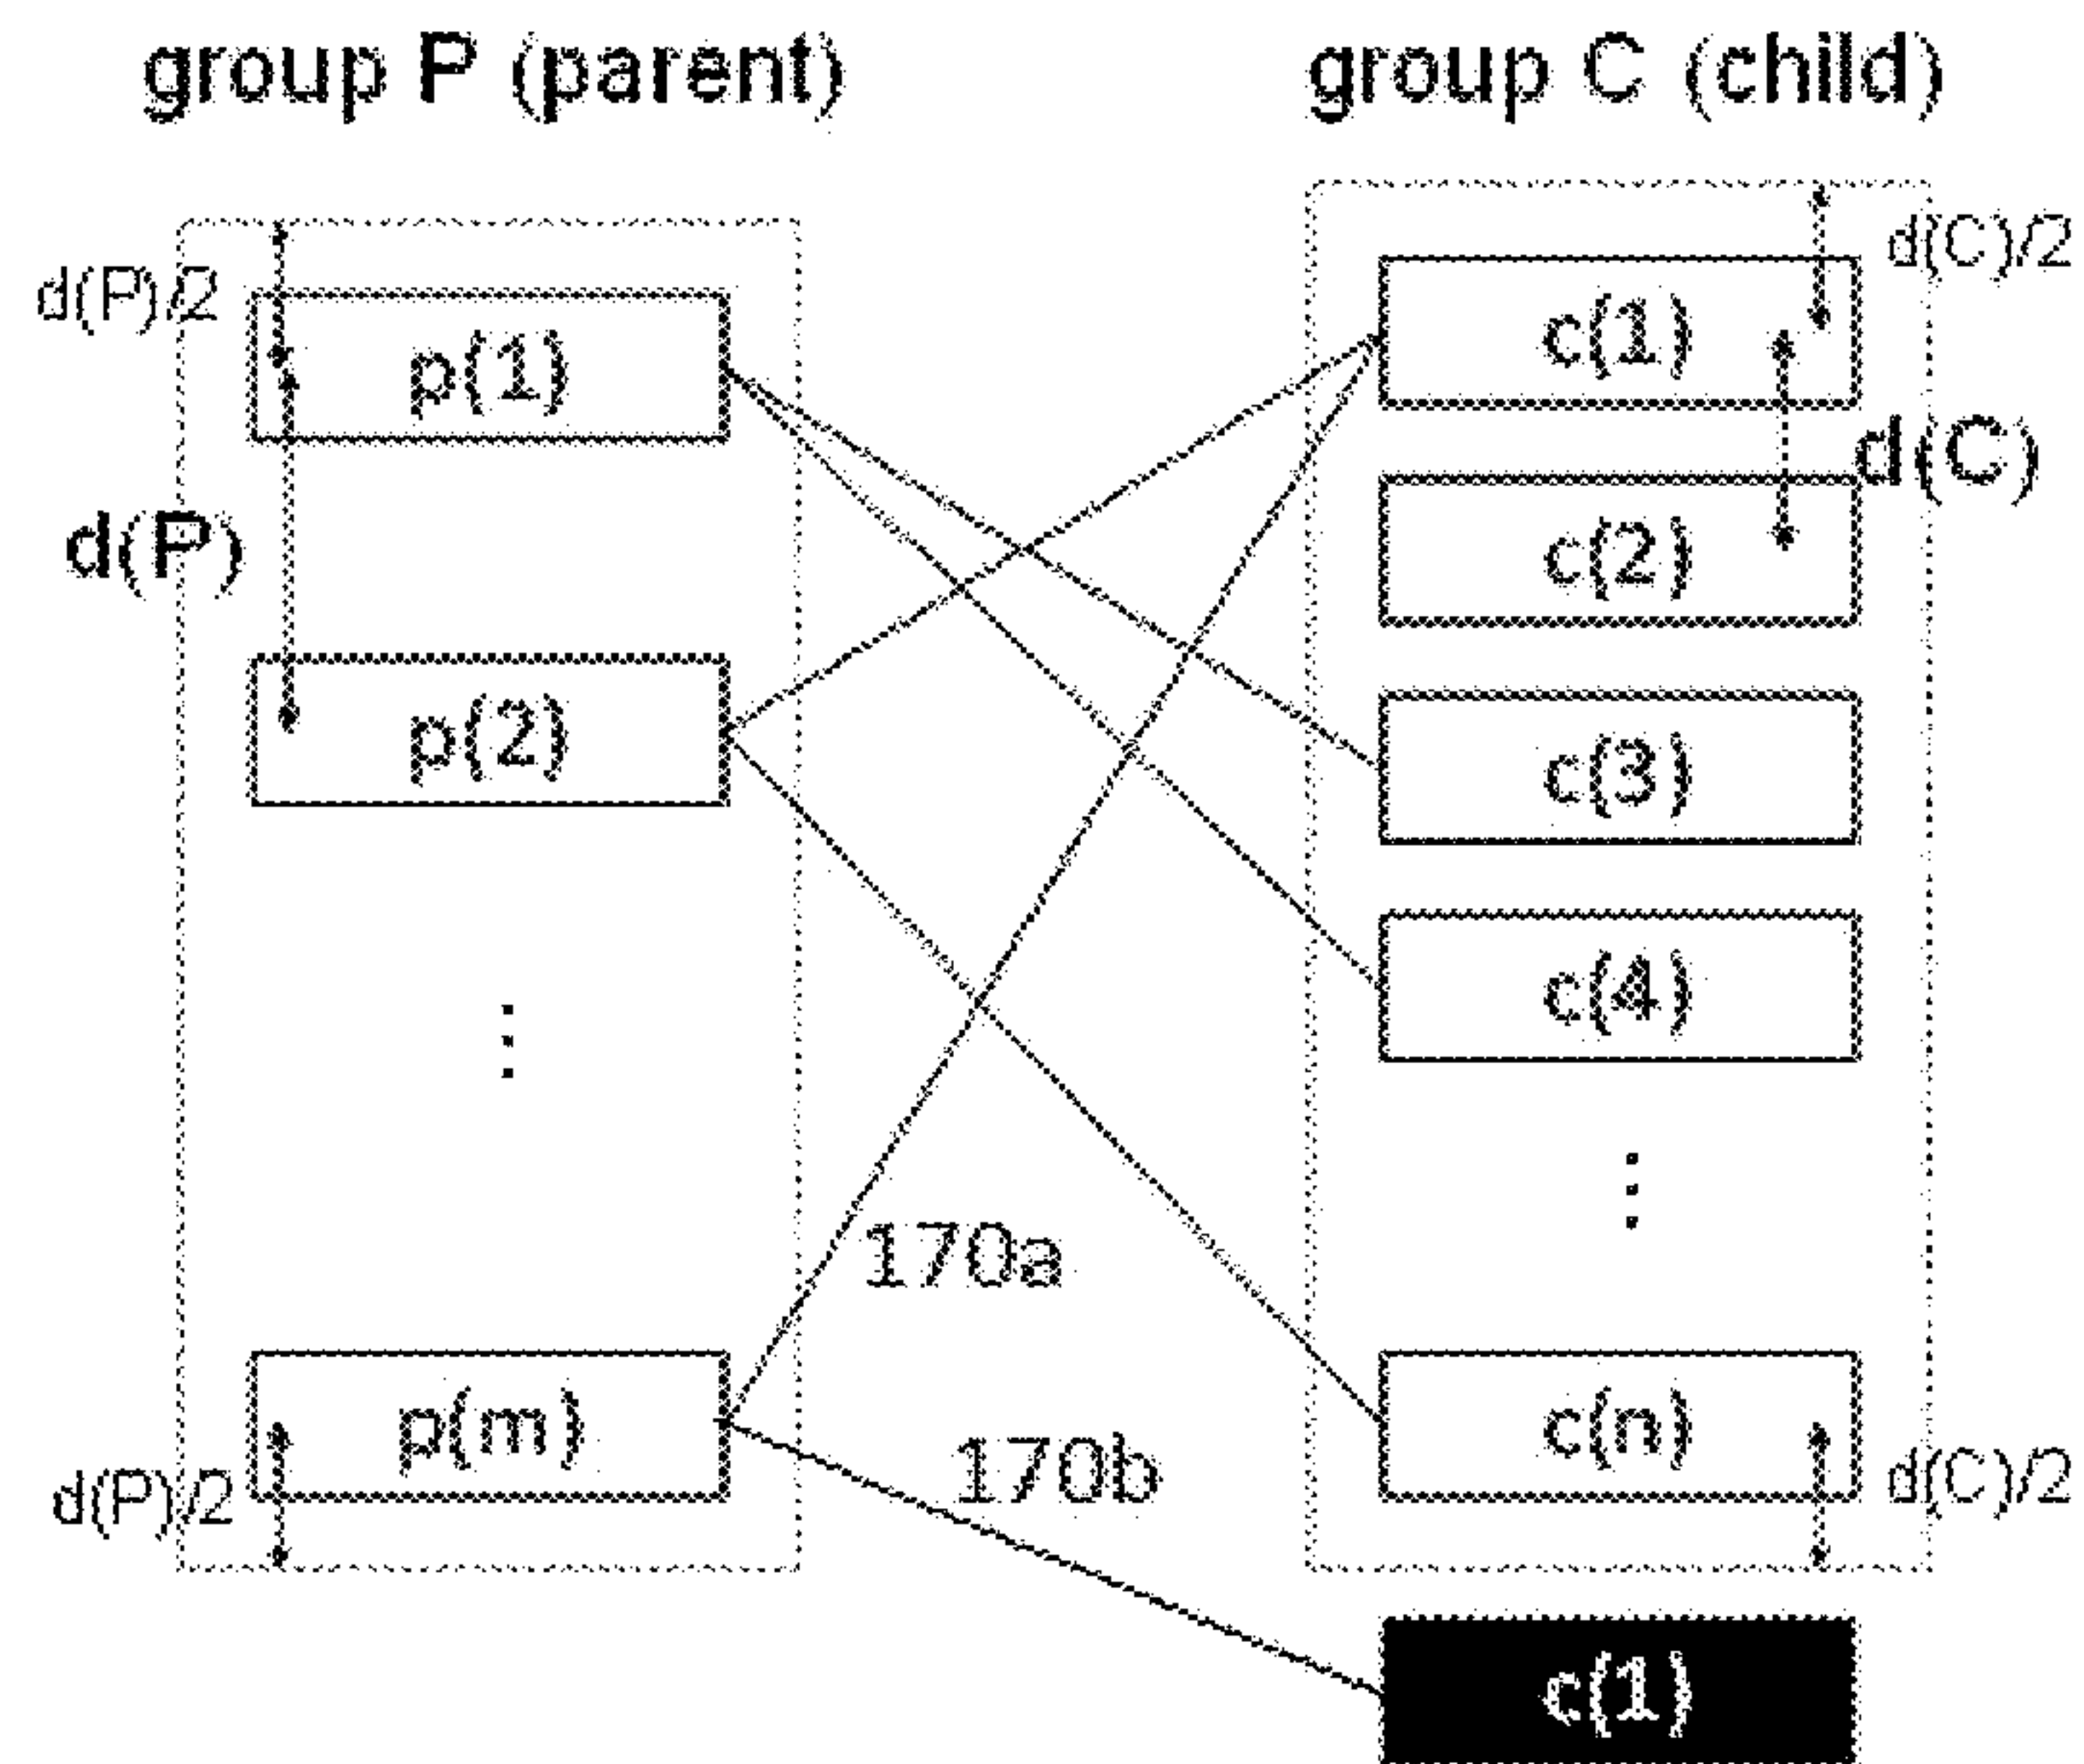 group P (parent)
group C (child)
d(P)/2
d(C)/2
p(1)
c(1)
d(P)
d(C)
c(2)
p(2)
c(3)
c(4)
⋮
⋮
170a
p(m)
c(n)
170b
d(P)/2
d(C)/2
c(1)